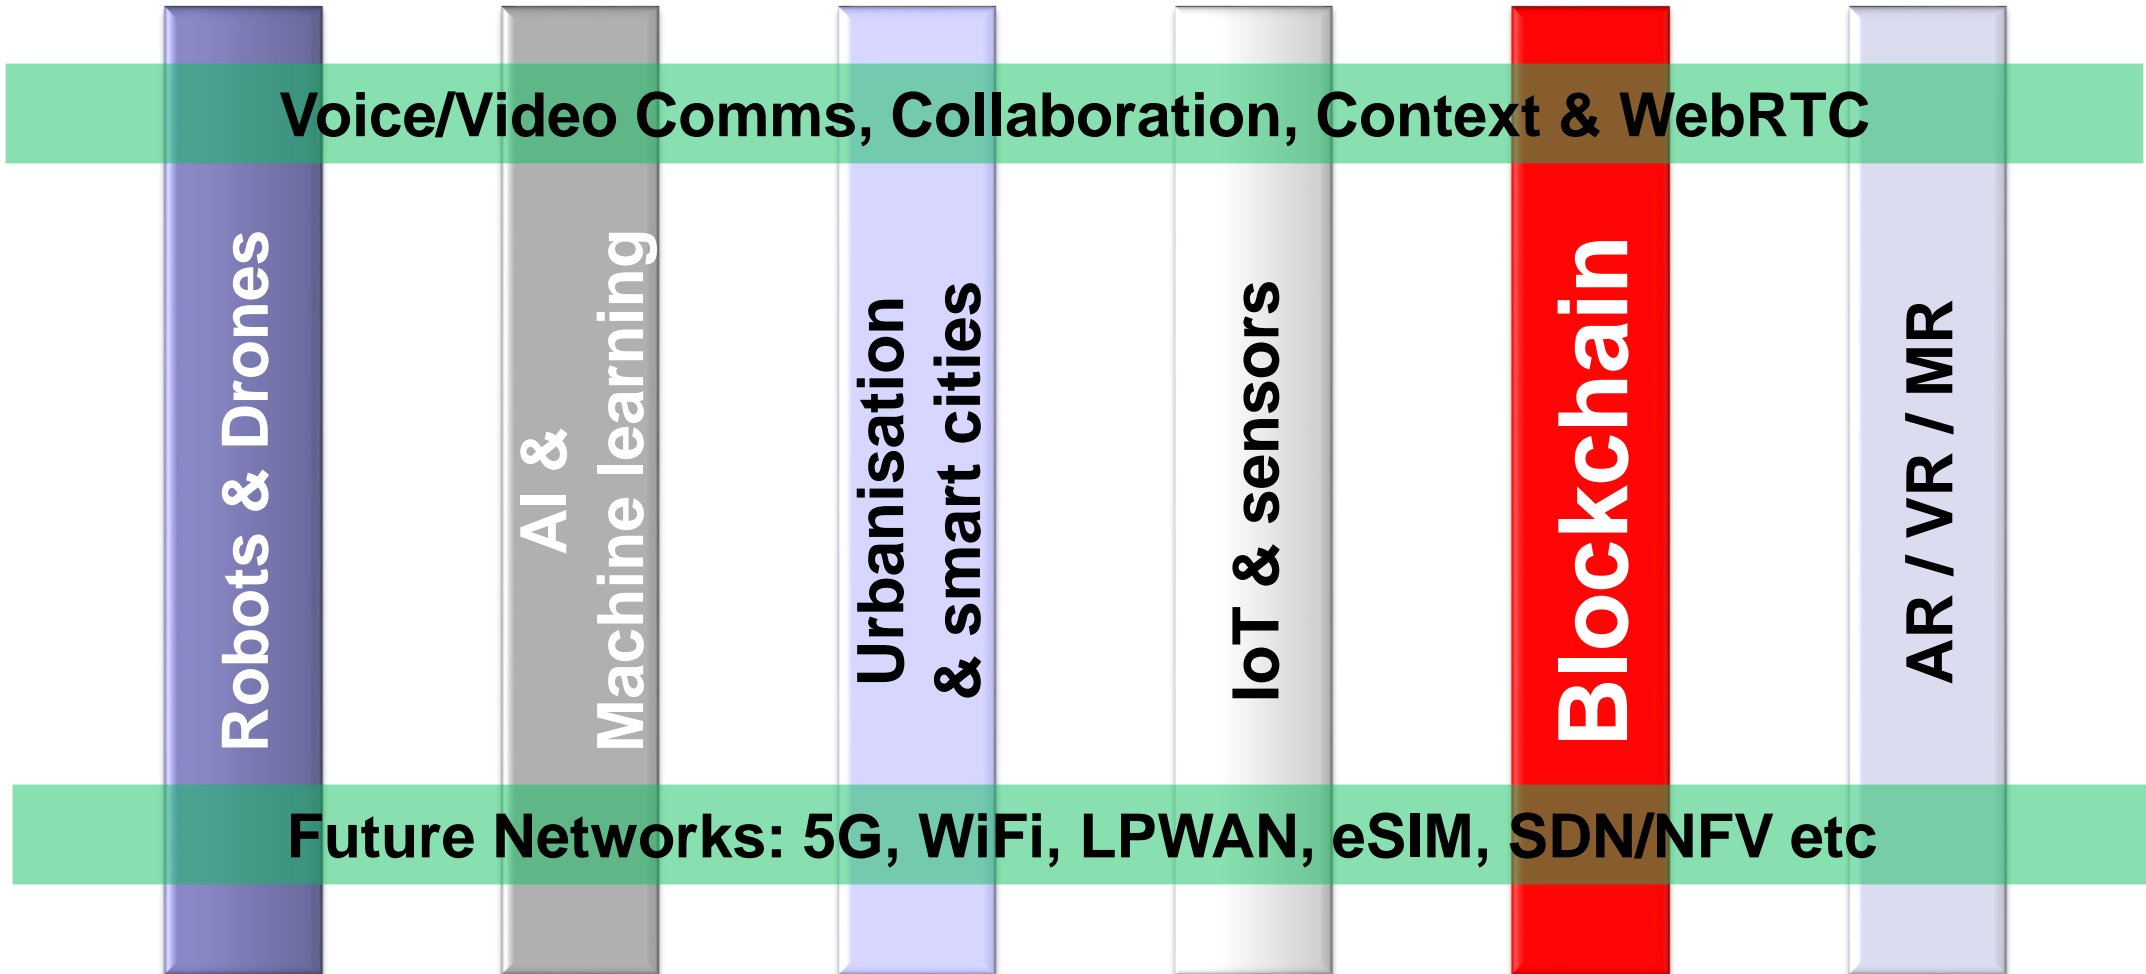 Voice/Video Comms, Collaboration, Context & WebRTC
Robots & Drones
AI &
Machine learning
Urbanisation
& smart cities
IoT & sensors
Blockchain
AR / VR / MR
Future Networks: 5G, WiFi, LPWAN, eSIM, SDN/NFV etc